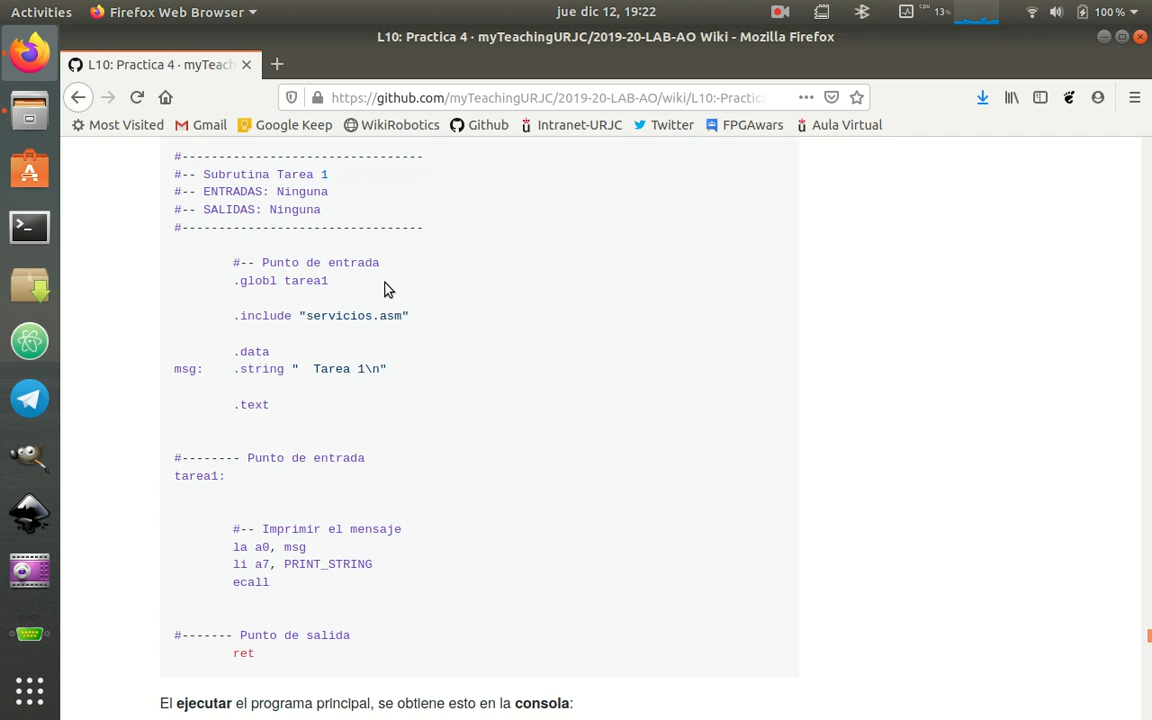 Activities Firefox Web Browser jue dic 12, 19:22 cpu 13% 100%
L10: Practica 4 · myTeachingURJC/2019-20-LAB-AO Wiki - Mozilla Firefox
L10: Practica 4 · myTeach
https://github.com/myTeachingURJC/2019-20-LAB-AO/wiki/L10:-Practica
Most Visited Gmail Google Keep WikiRobotics Github Intranet-URJC Twitter FPGAwars Aula Virtual
#----------------------------------
#-- Subrutina Tarea 1
#-- ENTRADAS: Ninguna
#-- SALIDAS: Ninguna
#----------------------------------
#-- Punto de entrada
.globl tarea1
.include "servicios.asm"
.data
msg: .string "  Tarea 1\n"
.text
#-------- Punto de entrada
tarea1:
#-- Imprimir el mensaje
la a0, msg
li a7, PRINT_STRING
ecall
#------- Punto de salida
ret
El ejecutar el programa principal, se obtiene esto en la consola: